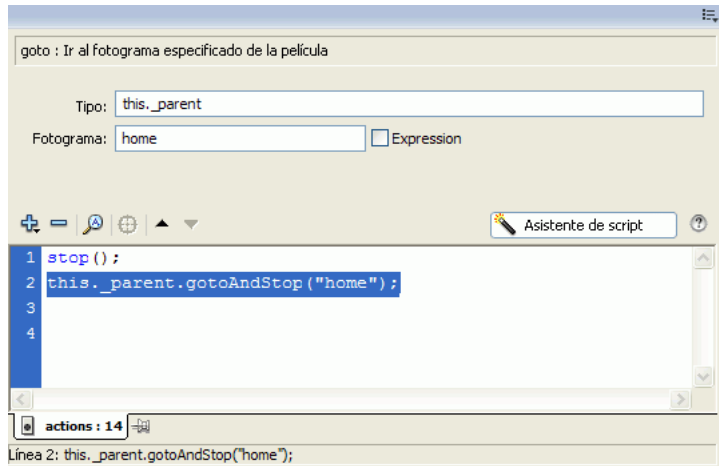 goto : Ir al fotograma especificado de la película
Tipo: this._parent
Fotograma: home Expression
Asistente de script ?
1 stop();
2 this._parent.gotoAndStop("home");
3
4
actions : 14
Línea 2: this._parent.gotoAndStop("home");